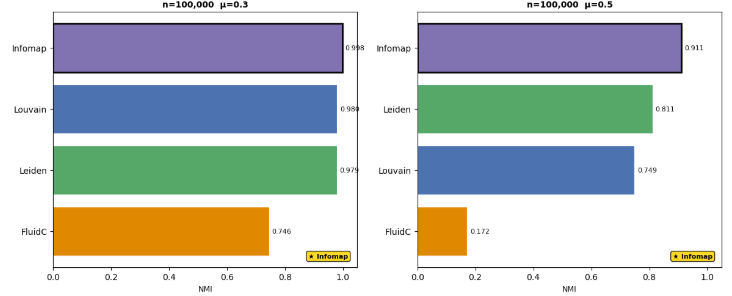 n=100,000 μ=0.3
Infomap
0.998
Louvain
0.980
Leiden
0.979
FluidC
0.746
★ Infomap
0.0 0.2 0.4 0.6 0.8 1.0
NMI
n=100,000 μ=0.5
Infomap
0.911
Leiden
0.811
Louvain
0.749
FluidC
0.172
★ Infomap
0.0 0.2 0.4 0.6 0.8 1.0
NMI